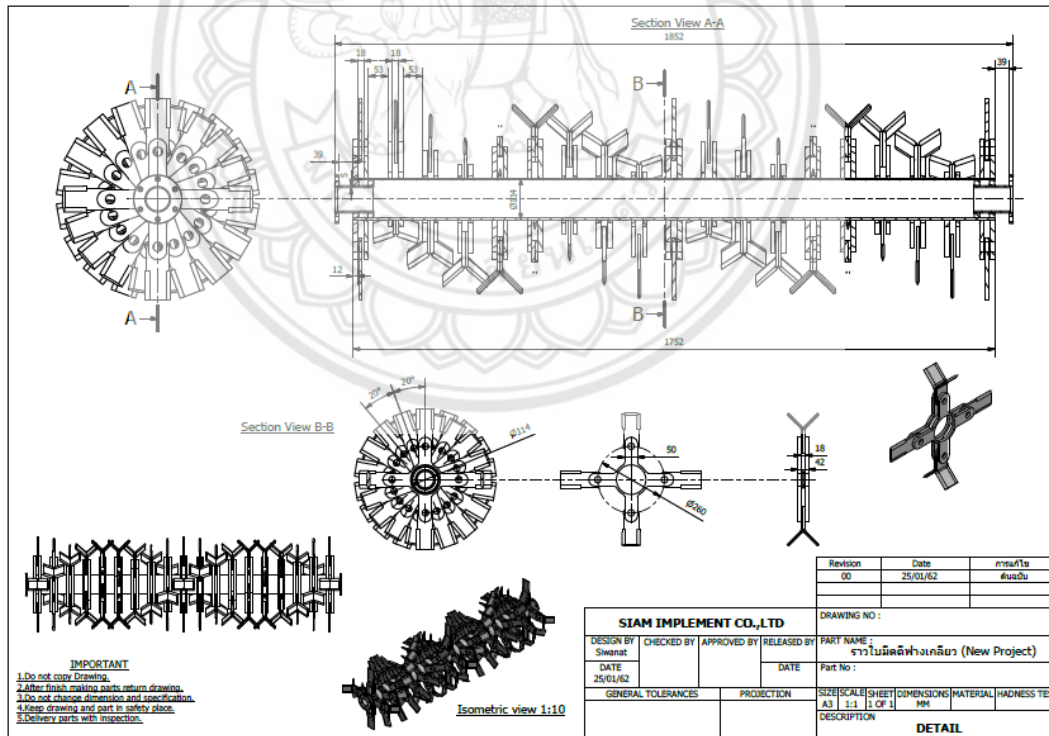 Section View A-A
1852
18
18
53
53
39
A
B
39
5
Ø114
12
A
B
1752
20°
20°
Section View B-B
Ø114
50
Ø260
18
42
IMPORTANT
1.Do not copy Drawing.
2.After finish making parts return drawing.
3.Do not change dimension and specification.
4.Keep drawing and part in safety place.
5.Delivery parts with inspection.
Isometric view 1:10
Revision Date การแก้ไข
00 25/01/62 ต้นฉบับ
SIAM IMPLEMENT CO.,LTD
DRAWING NO :
DESIGN BY CHECKED BY APPROVED BY RELEASED BY
Siwanat
PART NAME :
ราวใบมีดตีฟางเกลียว (New Project)
DATE DATE
25/01/62
Part No :
GENERAL TOLERANCES PROJECTION
SIZE SCALE SHEET DIMENSIONS MATERIAL HADNESS TES
A3 1:1 1 OF 1 MM
DESCRIPTION
DETAIL